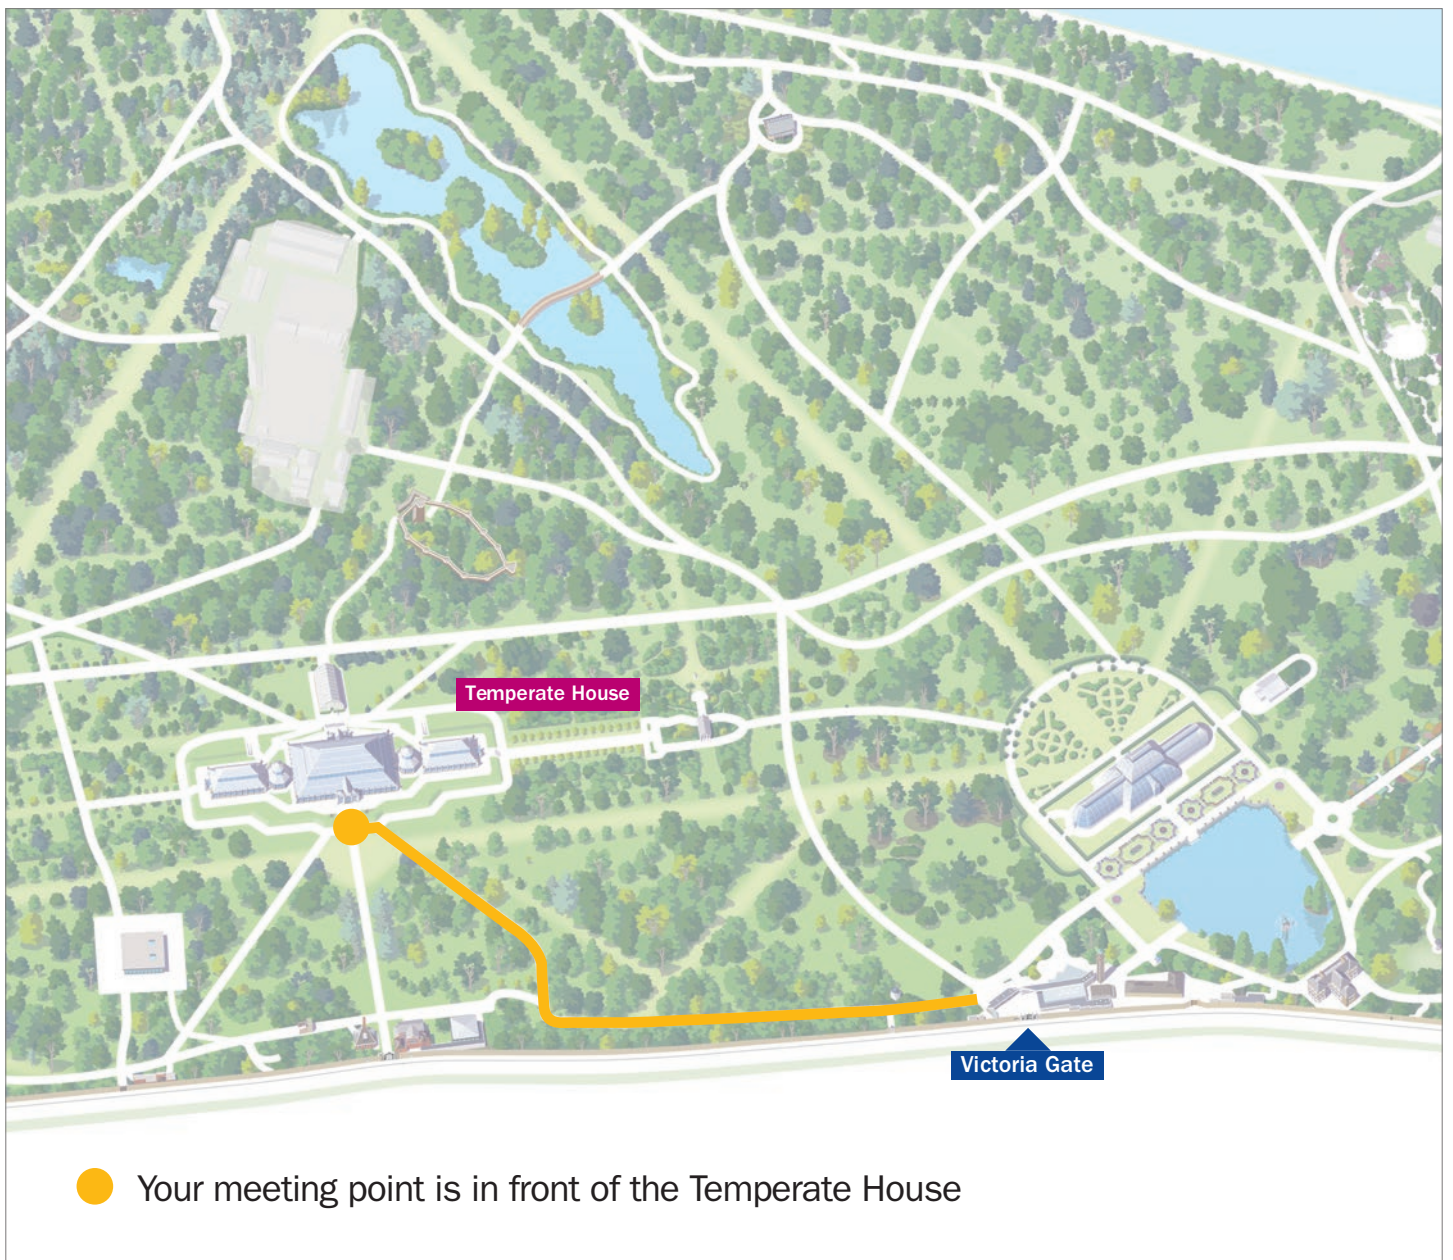 Temperate House
Victoria Gate
Your meeting point is in front of the Temperate House